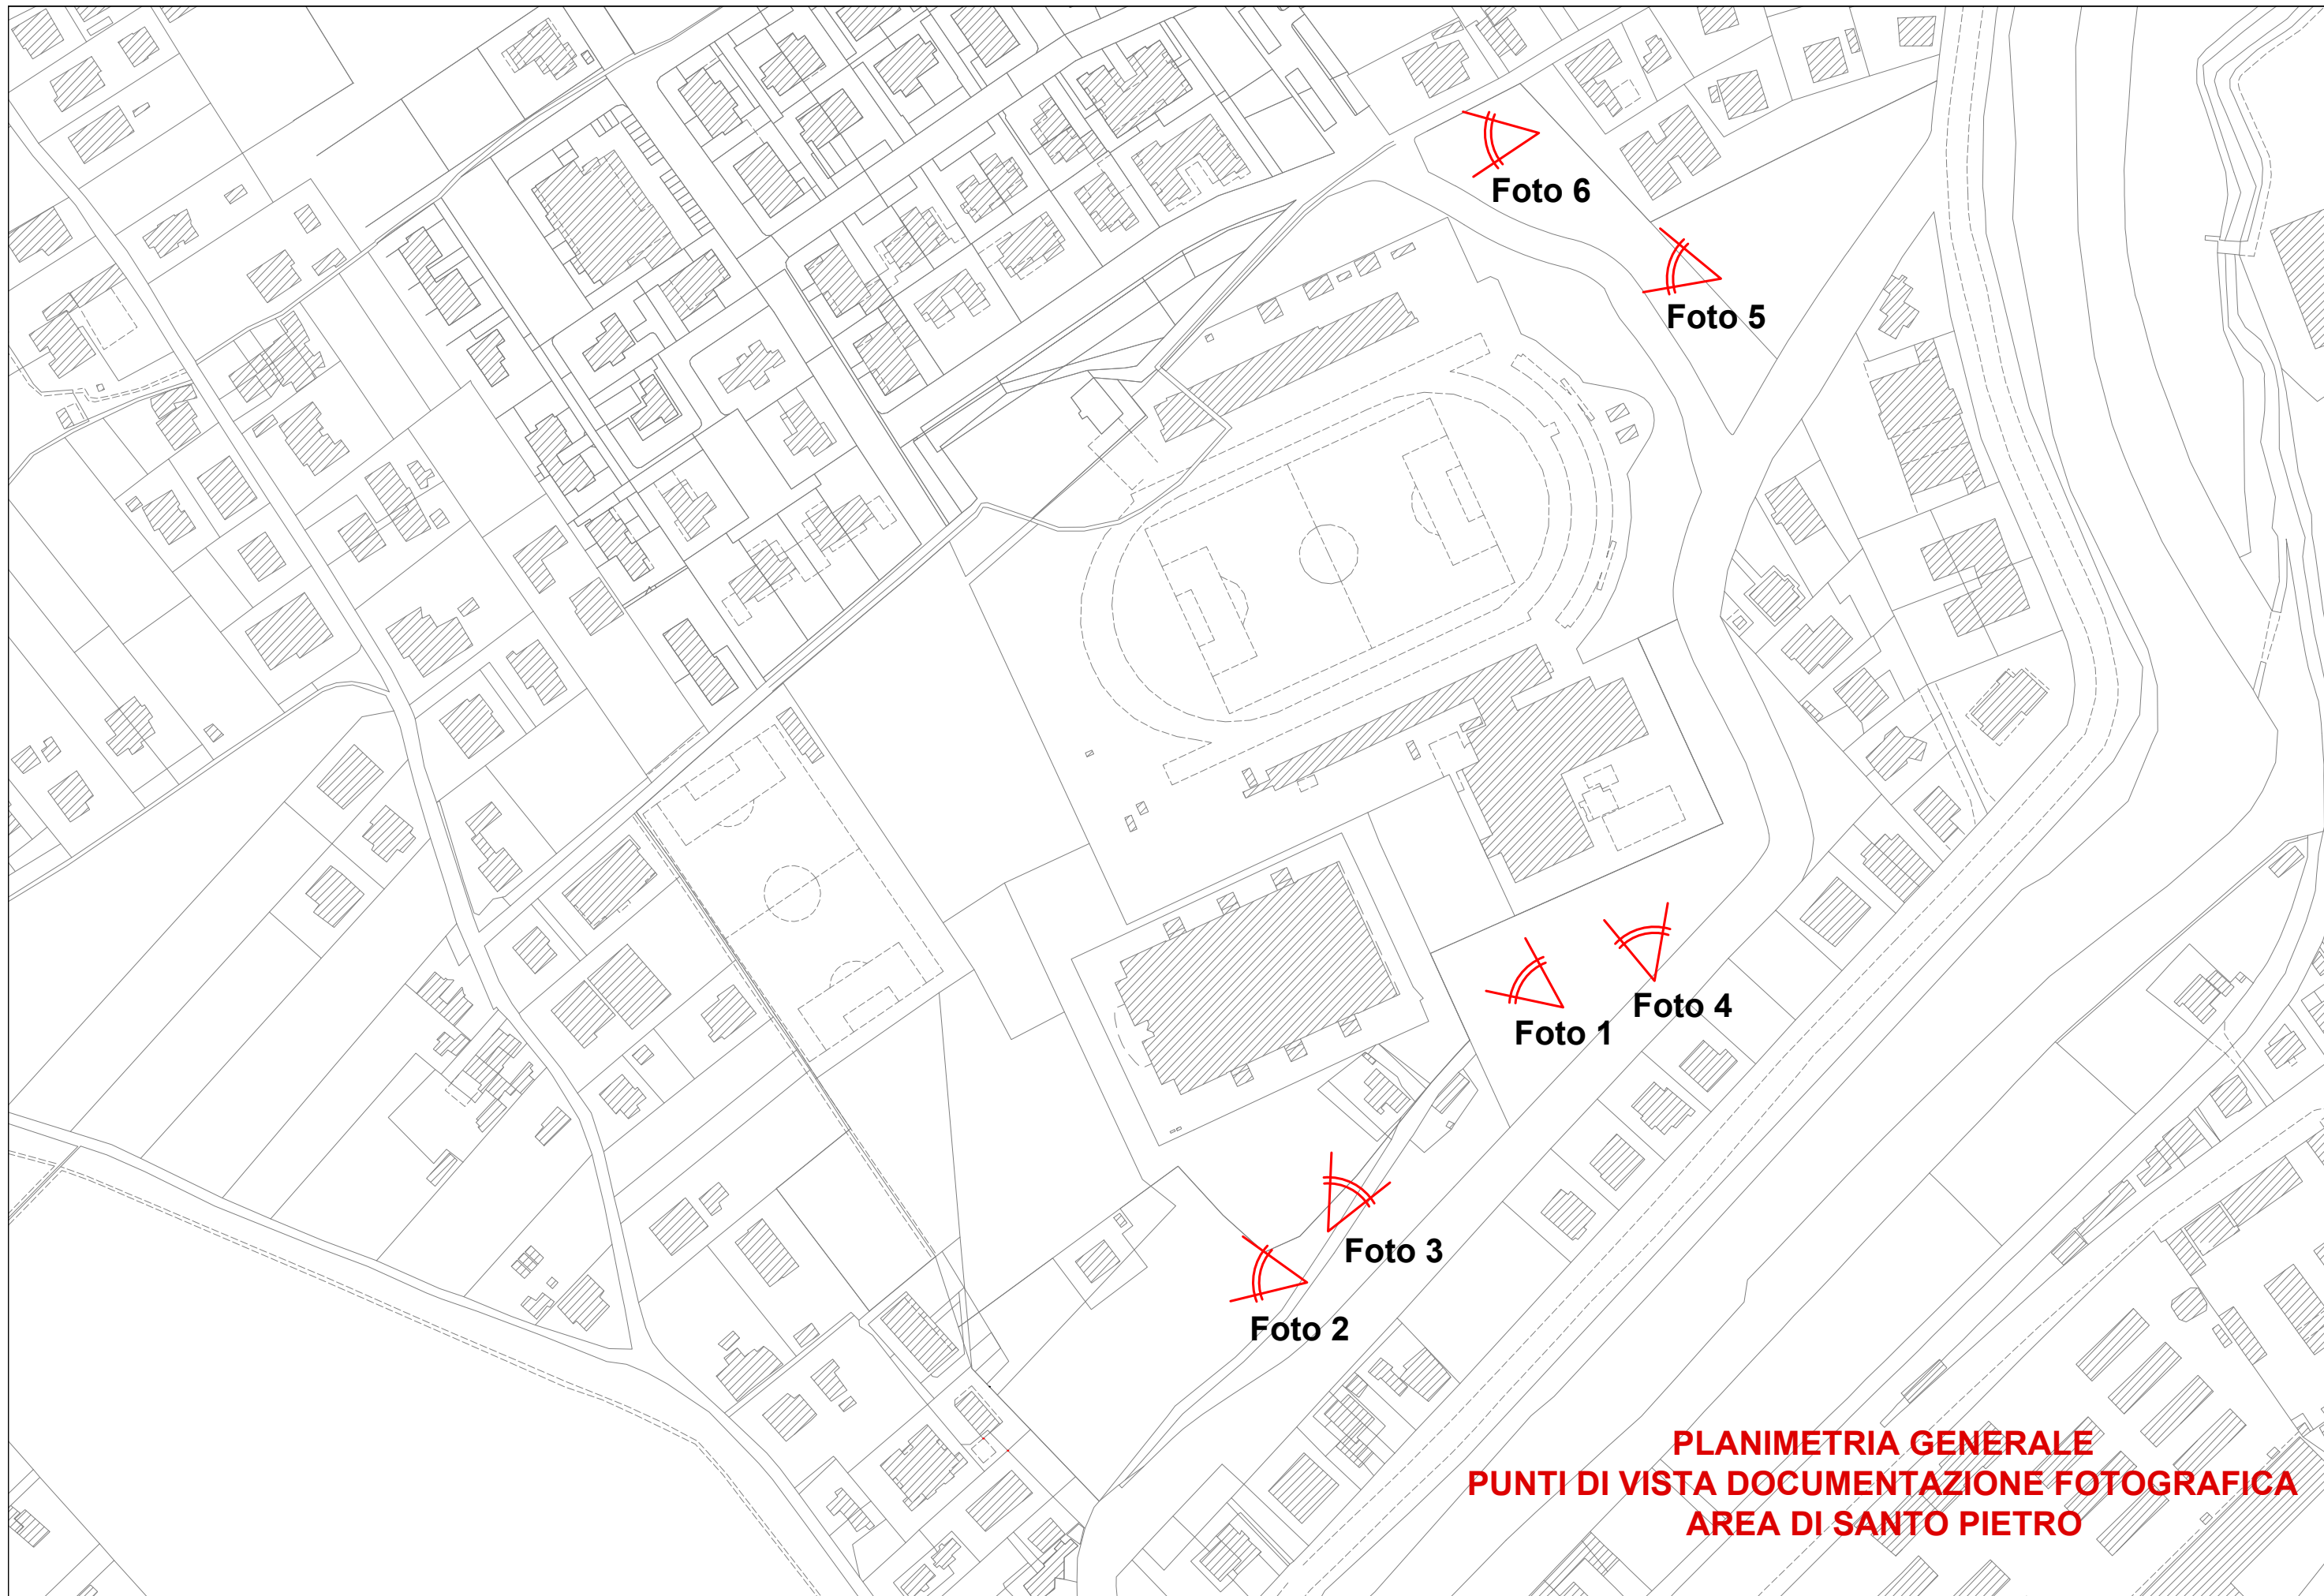 Foto 6
Foto 5
Foto 4
Foto 1
Foto 3
Foto 2
PLANIMETRIA GENERALE
PUNTI DI VISTA DOCUMENTAZIONE FOTOGRAFICA
AREA DI SANTO PIETRO